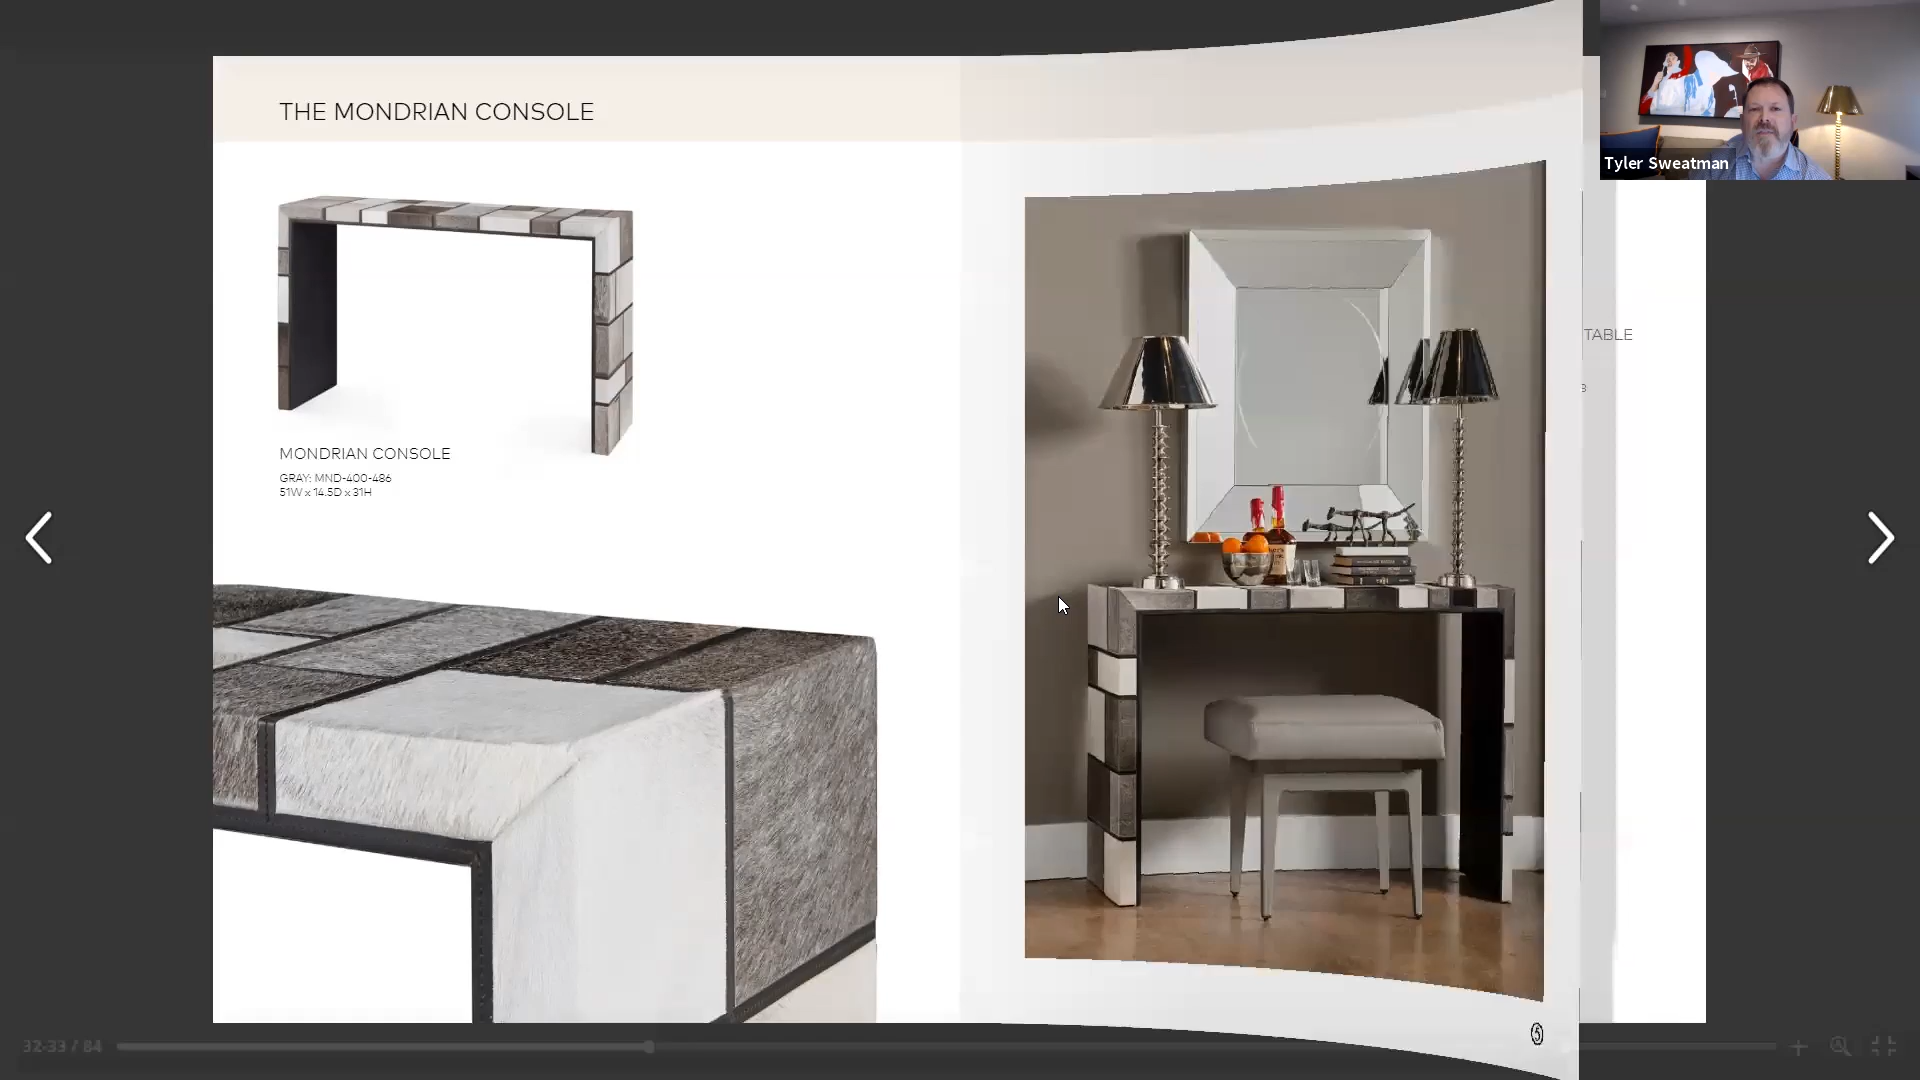 THE MONDRIAN CONSOLE
Tyler Sweatman
TABLE
MONDRIAN CONSOLE
GRAY: MND-400-486
51W x 14.5D x 31H
32-33 / 84